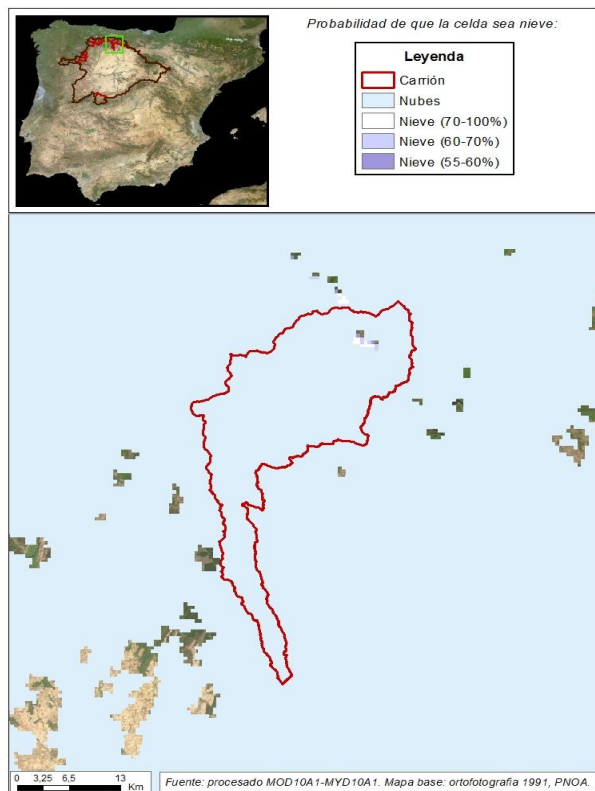 Probabilidad de que la celda sea nieve:
Leyenda
Carrión
Nubes
Nieve (70-100%)
Nieve (60-70%)
Nieve (55-60%)
0 3,25 6,5 13
Km
Fuente: procesado MOD10A1-MYD10A1. Mapa base: ortofotografia 1991, PNOA.